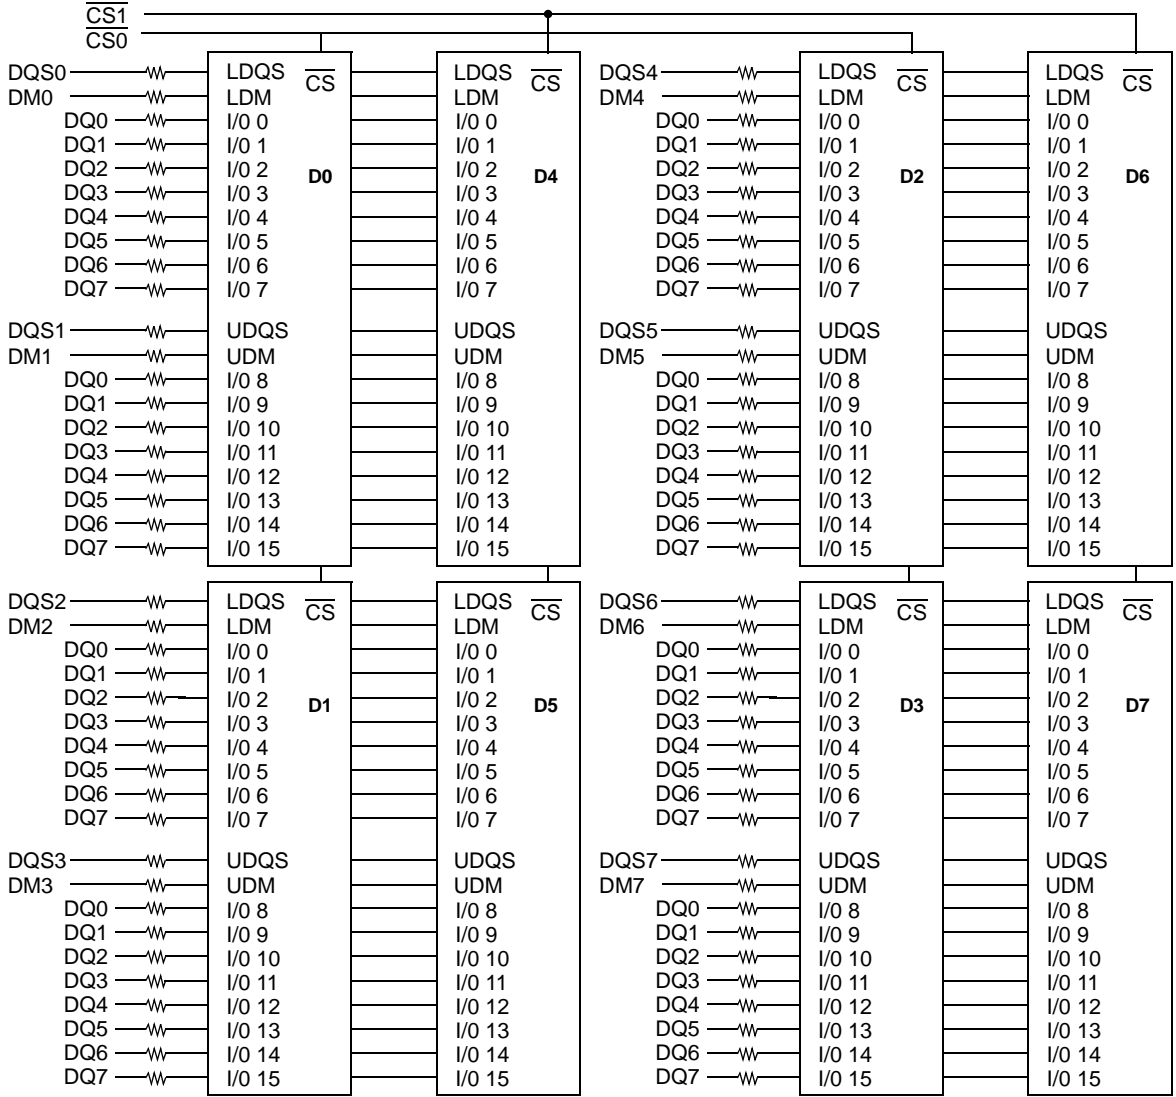 CS1
CS0
DQS0 LDQS CS LDQS CS DQS4 LDQS CS LDQS CS
DM0 LDM LDM DM4 LDM LDM
DQ0 I/0 0 I/0 0 DQ0 I/0 0 I/0 0
DQ1 I/0 1 I/0 1 DQ1 I/0 1 I/0 1
DQ2 I/0 2 D0 I/0 2 D4 DQ2 I/0 2 D2 I/0 2 D6
DQ3 I/0 3 I/0 3 DQ3 I/0 3 I/0 3
DQ4 I/0 4 I/0 4 DQ4 I/0 4 I/0 4
DQ5 I/0 5 I/0 5 DQ5 I/0 5 I/0 5
DQ6 I/0 6 I/0 6 DQ6 I/0 6 I/0 6
DQ7 I/0 7 I/0 7 DQ7 I/0 7 I/0 7
DQS1 UDQS UDQS DQS5 UDQS UDQS
DM1 UDM UDM DM5 UDM UDM
DQ0 I/0 8 I/0 8 DQ0 I/0 8 I/0 8
DQ1 I/0 9 I/0 9 DQ1 I/0 9 I/0 9
DQ2 I/0 10 I/0 10 DQ2 I/0 10 I/0 10
DQ3 I/0 11 I/0 11 DQ3 I/0 11 I/0 11
DQ4 I/0 12 I/0 12 DQ4 I/0 12 I/0 12
DQ5 I/0 13 I/0 13 DQ5 I/0 13 I/0 13
DQ6 I/0 14 I/0 14 DQ6 I/0 14 I/0 14
DQ7 I/0 15 I/0 15 DQ7 I/0 15 I/0 15
DQS2 LDQS CS LDQS CS DQS6 LDQS CS LDQS CS
DM2 LDM LDM DM6 LDM LDM
DQ0 I/0 0 I/0 0 DQ0 I/0 0 I/0 0
DQ1 I/0 1 I/0 1 DQ1 I/0 1 I/0 1
DQ2 I/0 2 D1 I/0 2 D5 DQ2 I/0 2 D3 I/0 2 D7
DQ3 I/0 3 I/0 3 DQ3 I/0 3 I/0 3
DQ4 I/0 4 I/0 4 DQ4 I/0 4 I/0 4
DQ5 I/0 5 I/0 5 DQ5 I/0 5 I/0 5
DQ6 I/0 6 I/0 6 DQ6 I/0 6 I/0 6
DQ7 I/0 7 I/0 7 DQ7 I/0 7 I/0 7
DQS3 UDQS UDQS DQS7 UDQS UDQS
DM3 UDM UDM DM7 UDM UDM
DQ0 I/0 8 I/0 8 DQ0 I/0 8 I/0 8
DQ1 I/0 9 I/0 9 DQ1 I/0 9 I/0 9
DQ2 I/0 10 I/0 10 DQ2 I/0 10 I/0 10
DQ3 I/0 11 I/0 11 DQ3 I/0 11 I/0 11
DQ4 I/0 12 I/0 12 DQ4 I/0 12 I/0 12
DQ5 I/0 13 I/0 13 DQ5 I/0 13 I/0 13
DQ6 I/0 14 I/0 14 DQ6 I/0 14 I/0 14
DQ7 I/0 15 I/0 15 DQ7 I/0 15 I/0 15